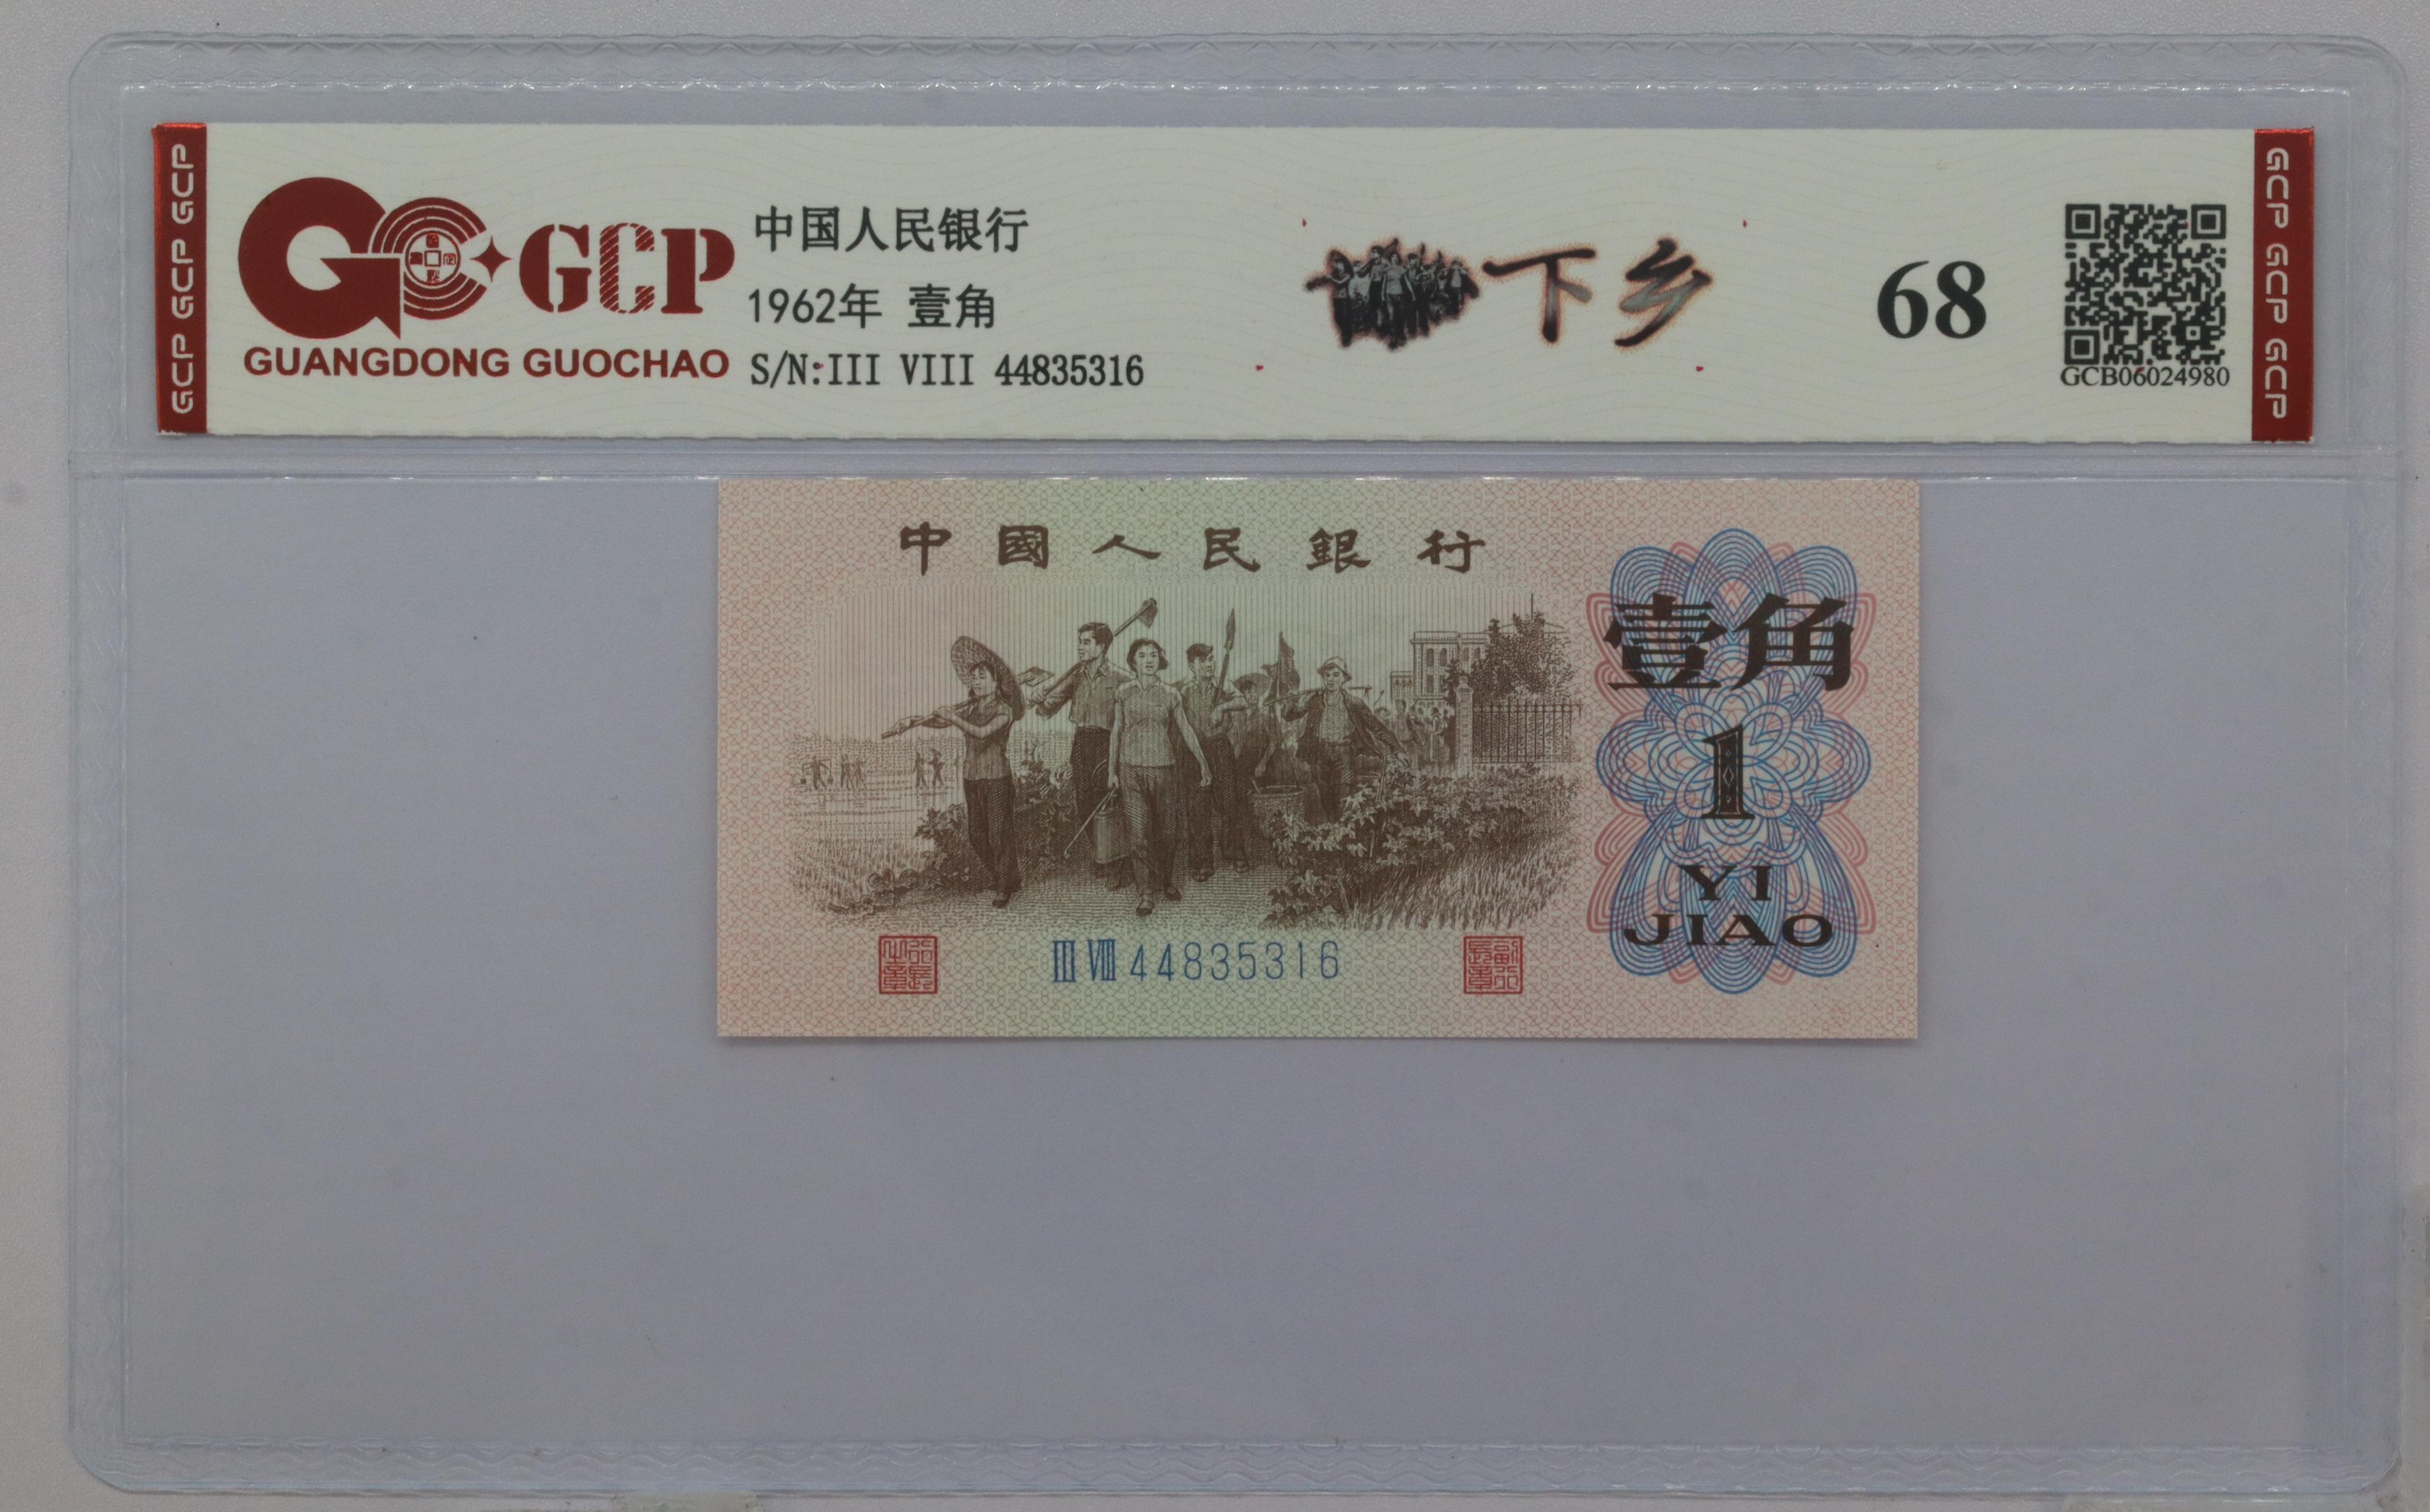 GCP GCP GCP
GCP
GUANGDONG GUOCHAO
中国人民银行
1962年 壹角
S/N:III VIII 44835316
下乡
68
GCB06024980
GCP GCP GCP
中國人民銀行
壹角
1
YI
JIAO
III VIII 44835316